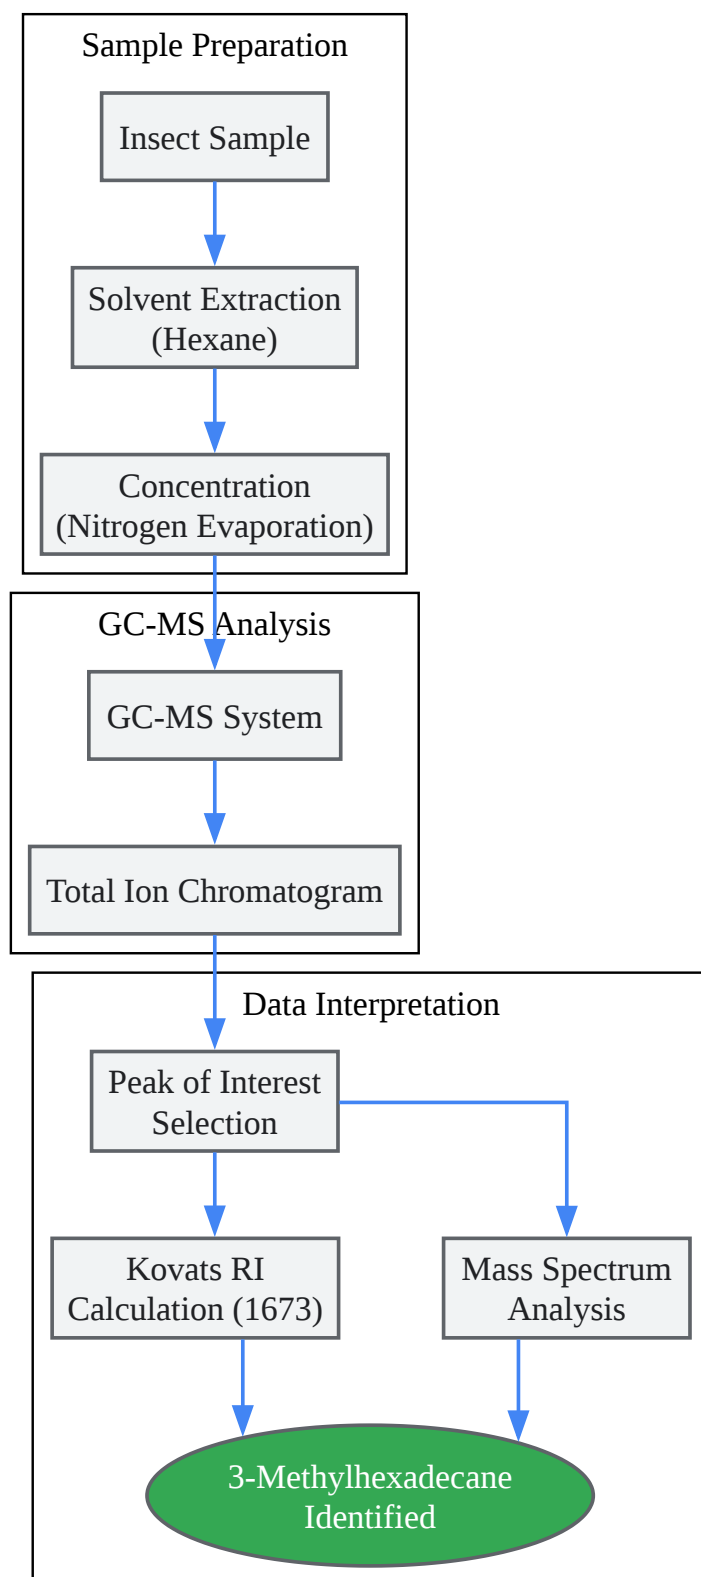 Sample Preparation
Insect Sample
Solvent Extraction
(Hexane)
Concentration
(Nitrogen Evaporation)
GC-MS Analysis
GC-MS System
Total Ion Chromatogram
Data Interpretation
Peak of Interest
Selection
Kovats RI
Calculation (1673)
Mass Spectrum
Analysis
3-Methylhexadecane
Identified